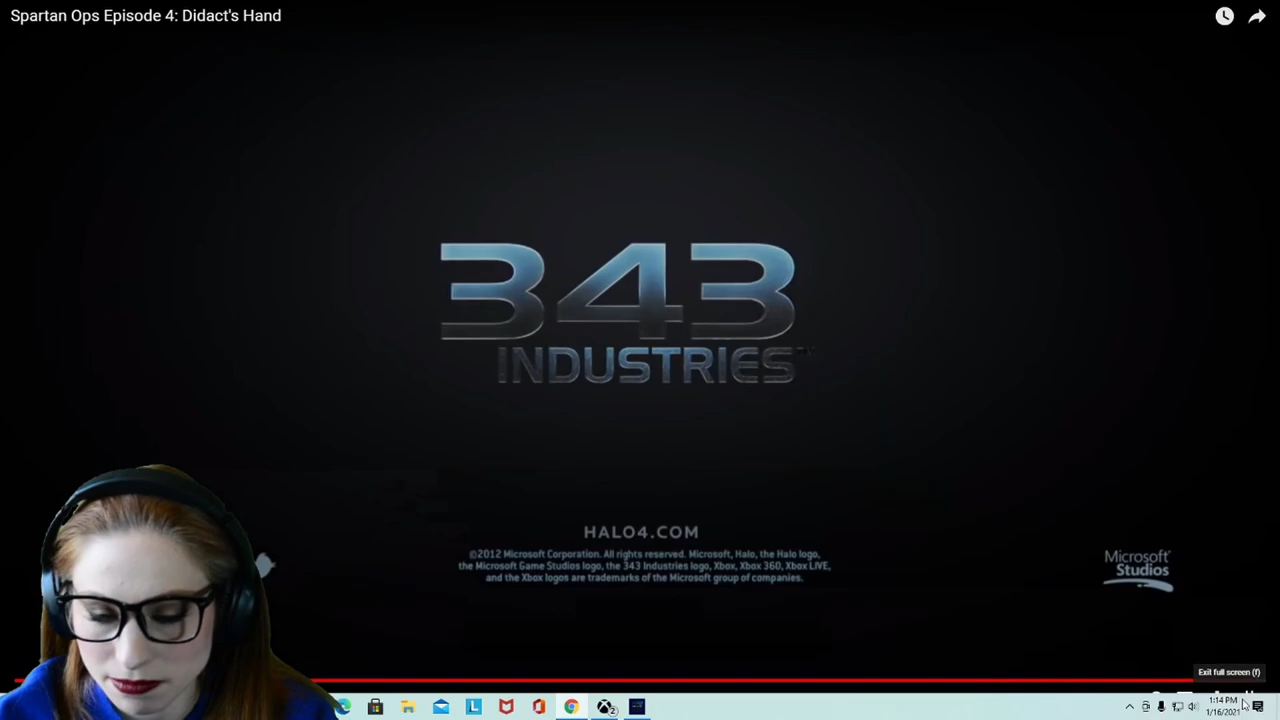 Spartan Ops Episode 4: Didact's Hand
343
INDUSTRIES™
HALO4.COM
©2012 Microsoft Corporation. All rights reserved. Microsoft, Halo, the Halo logo,
the Microsoft Game Studios logo, the 343 Industries logo, Xbox, Xbox 360, Xbox LIVE,
and the Xbox logos are trademarks of the Microsoft group of companies.
Microsoft®
Studios
Exit full screen (f)
L
2
1:14 PM
1/16/2021